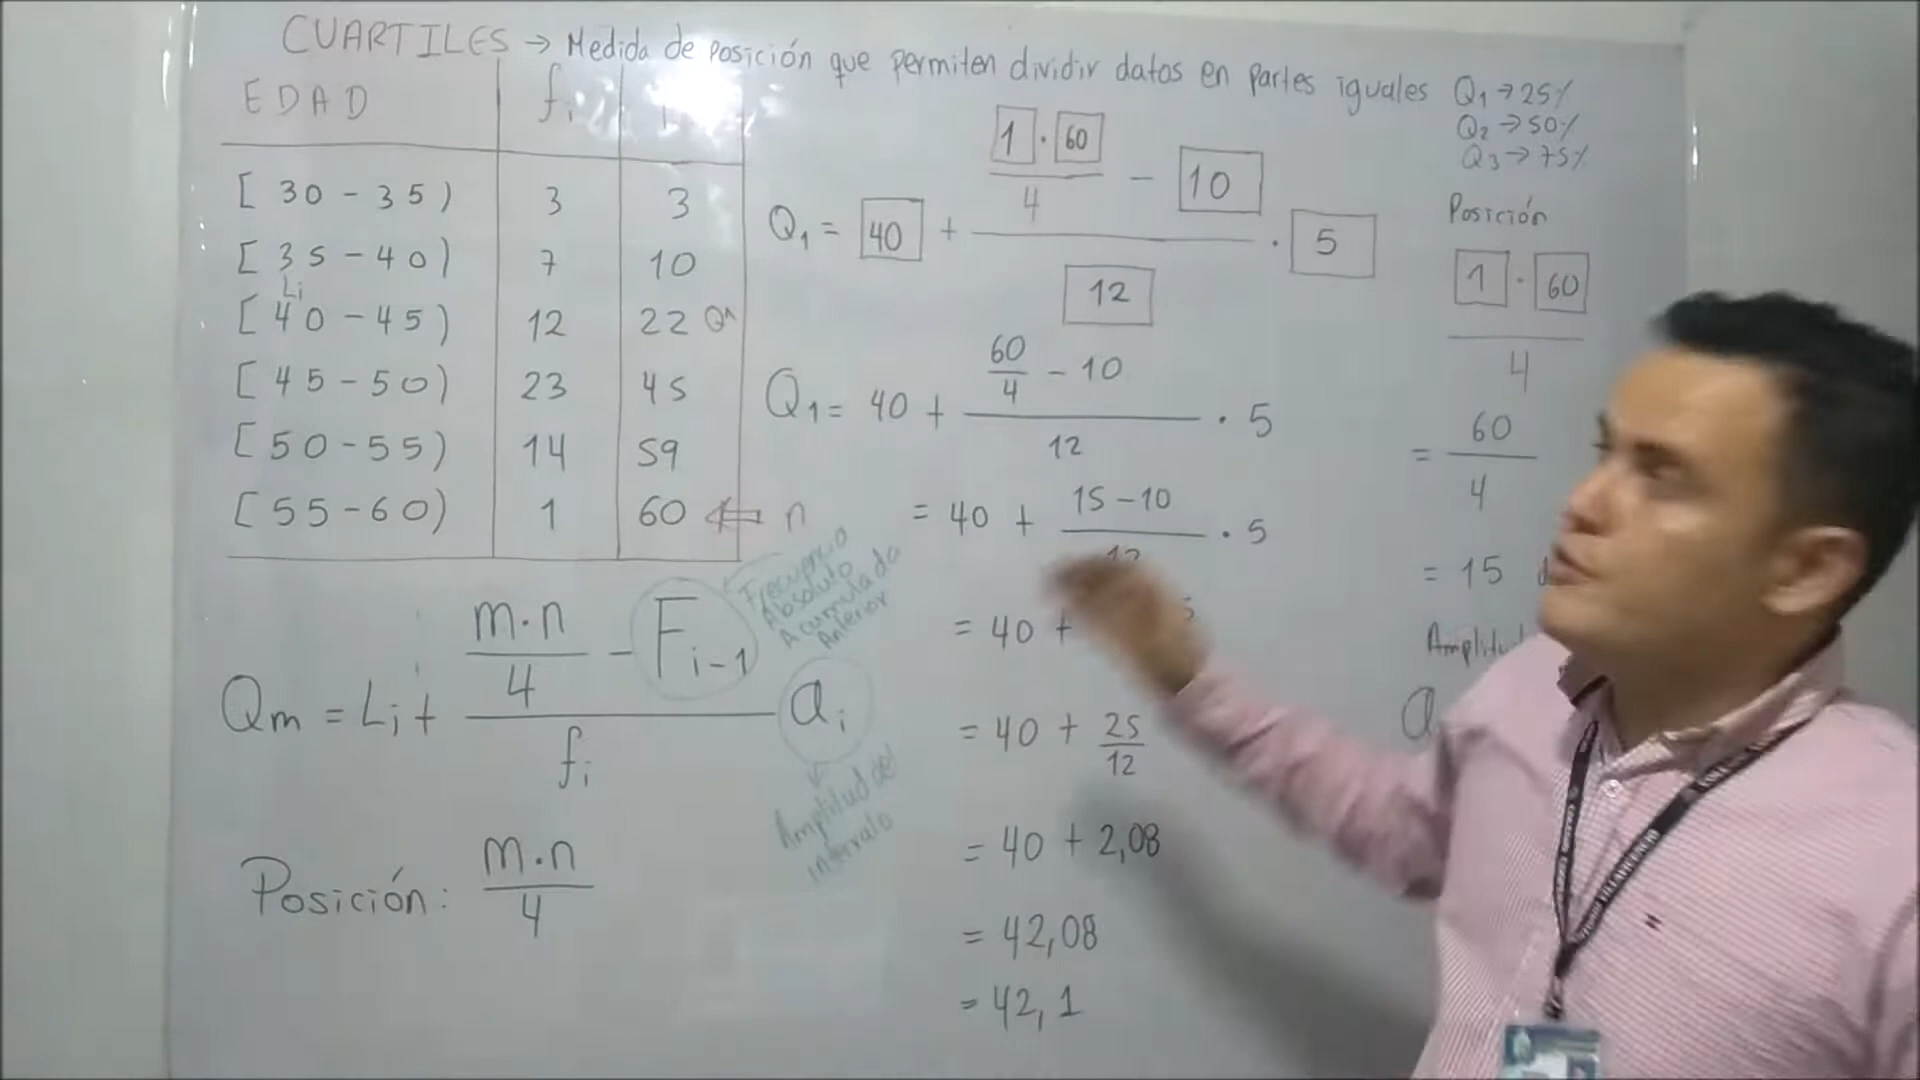 CUARTILES → Medida de posición que permiten dividir datos en partes iguales
Q1 → 25%
Q2 → 50%
Q3 → 75%
EDAD fi
[30-35) 3 3
[35-40) 7 10
Li
[40-45) 12 22 Q1
[45-50) 23 45
[50-55) 14 59
[55-60) 1 60 ⇐ n
Qm = Li + (m·n/4 - Fi-1)/fi ai
Frecuencia
Absoluta
Acumulada
Anterior
Amplitud del
intervalo
Posición: m·n/4
Q1 = 40 + (1·60/4 - 10)/12 · 5
Q1 = 40 + (60/4 - 10)/12 · 5
= 40 + (15-10)/12 · 5
= 40 +
= 40 + 25/12
= 40 + 2,08
= 42,08
= 42,1
Posición
1·60/4
= 60/4
= 15
a